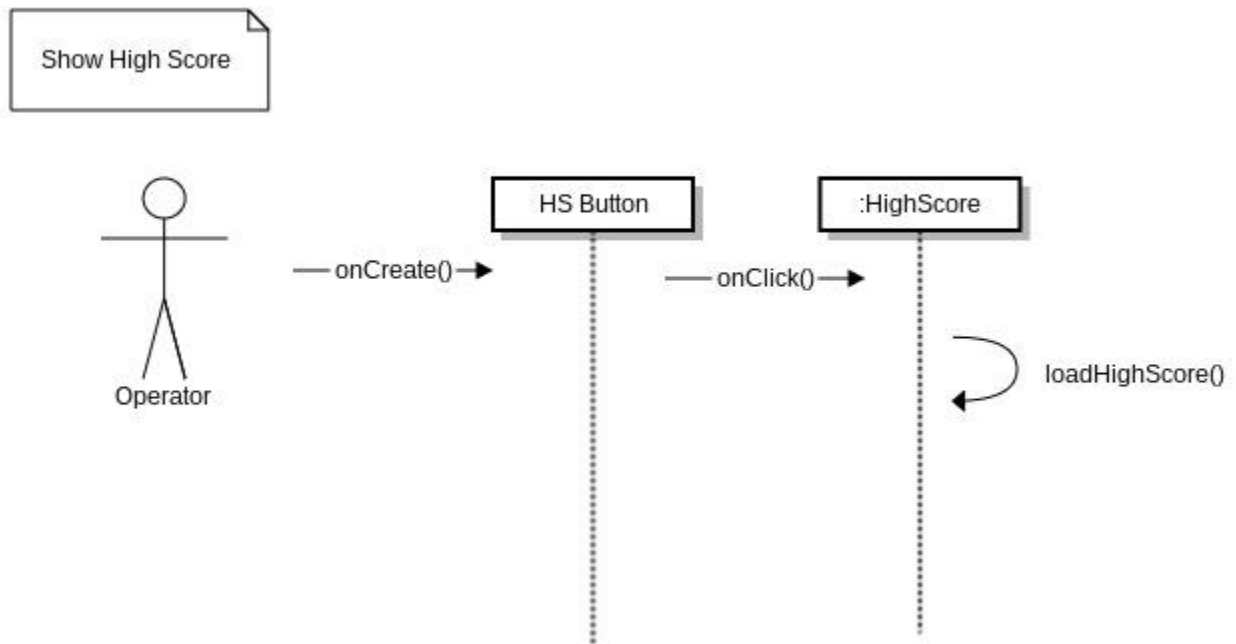 Show High Score
HS Button
:HighScore
onCreate()
onClick()
loadHighScore()
Operator